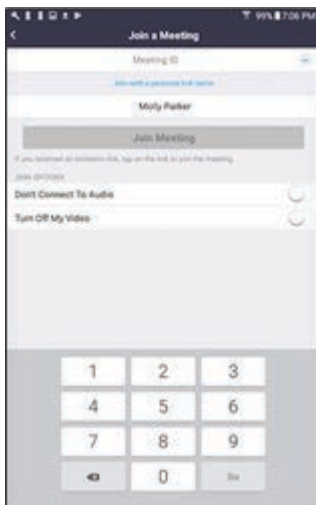 99% 7:06 PM
Join a Meeting
Meeting ID
Join with a personal link name
Molly Parker
Join Meeting
If you received an invitation link, tap on the link to join the meeting
JOIN OPTIONS
Don't Connect To Audio
Turn Off My Video
1 2 3
4 5 6
7 8 9
0 Go